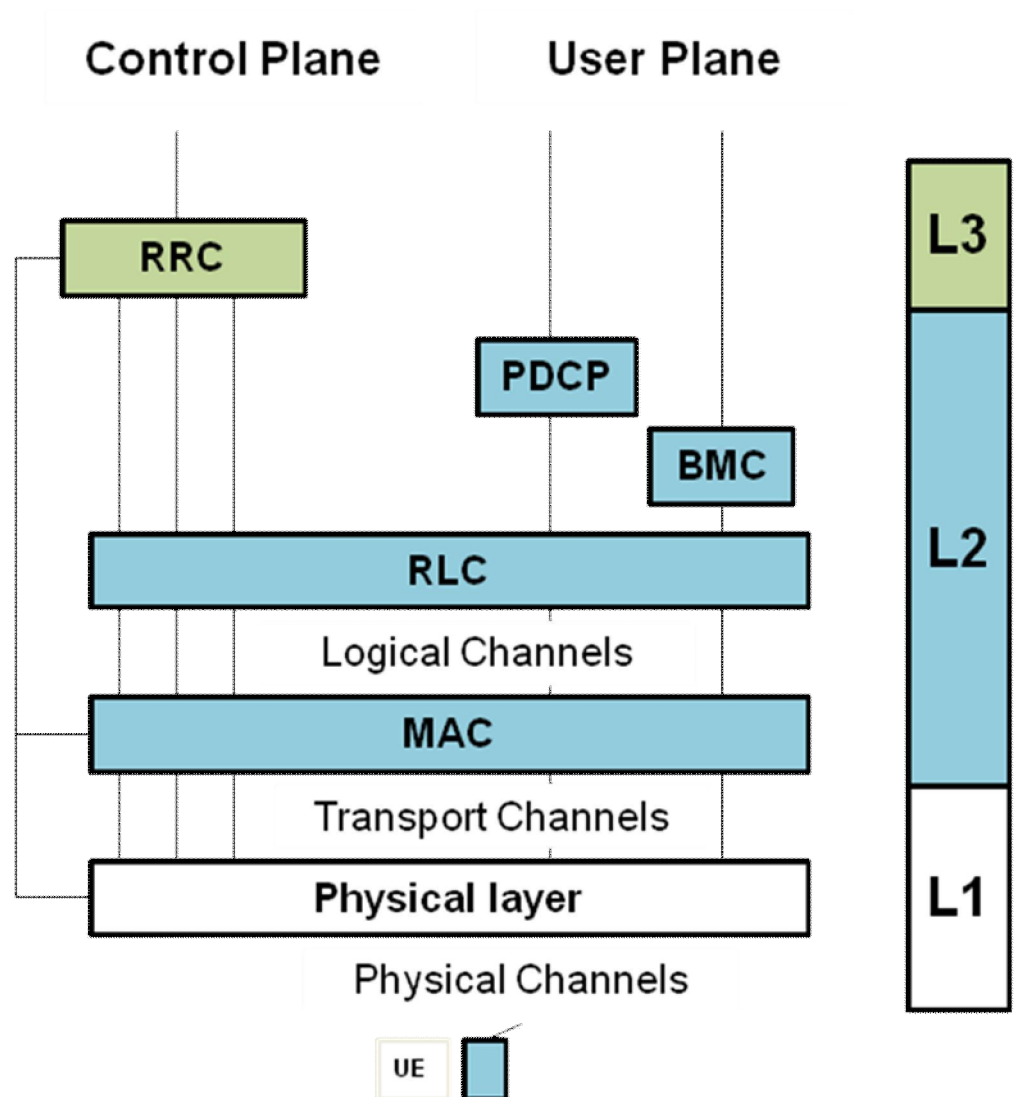 Control Plane
User Plane
RRC
L3
PDCP
BMC
L2
RLC
Logical Channels
MAC
Transport Channels
Physical layer
L1
Physical Channels
UE